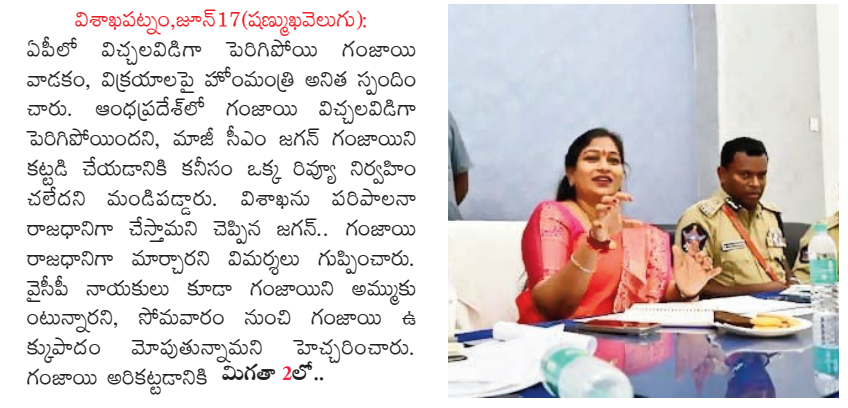 విశాఖపట్నం,జూన్17(షణ్ముఖవెలుగు):
ఏపీలో విచ్చలవిడిగా పెరిగిపోయి గంజాయి
వాడకం, విక్రయాలపై హోంమంత్రి అనిత స్పందిం
చారు. ఆంధ్రప్రదేశ్‌లో గంజాయి విచ్చలవిడిగా
పెరిగిపోయిందని, మాజీ సీఎం జగన్ గంజాయిని
కట్టడి చేయడానికి కనీసం ఒక్క రివ్యూ నిర్వహిం
చలేదని మండిపడ్డారు. విశాఖను పరిపాలనా
రాజధానిగా చేస్తామని చెప్పిన జగన్.. గంజాయి
రాజధానిగా మార్చారని విమర్శలు గుప్పించారు.
వైసీపీ నాయకులు కూడా గంజాయిని అమ్ముకు
ంటున్నారని, సోమవారం నుంచి గంజాయి ఉ
క్కుపాదం మోపుతున్నామని హెచ్చరించారు.
గంజాయి అరికట్టడానికి మిగతా 2లో..